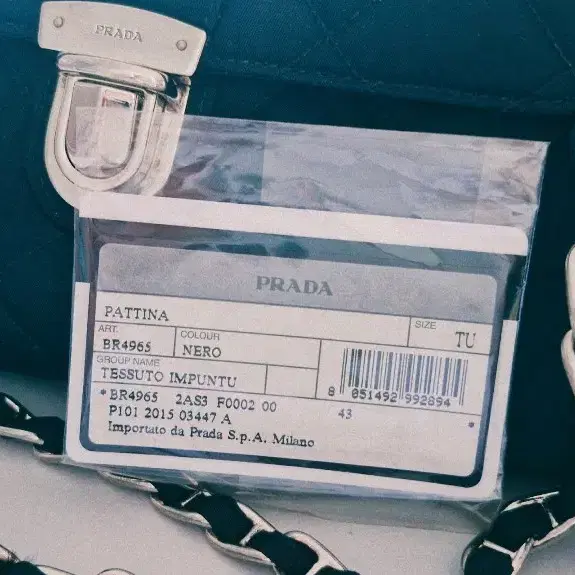 PRADA
PRADA
PATTINA
SIZE TU
ART. COLOUR
BR4965 NERO
GROUP NAME
TESSUTO IMPUNTU
8 051492 992894
* BR4965 2AS3 F0002 00 43 *
P101 2015 03447 A
Importato da Prada S.p.A. Milano